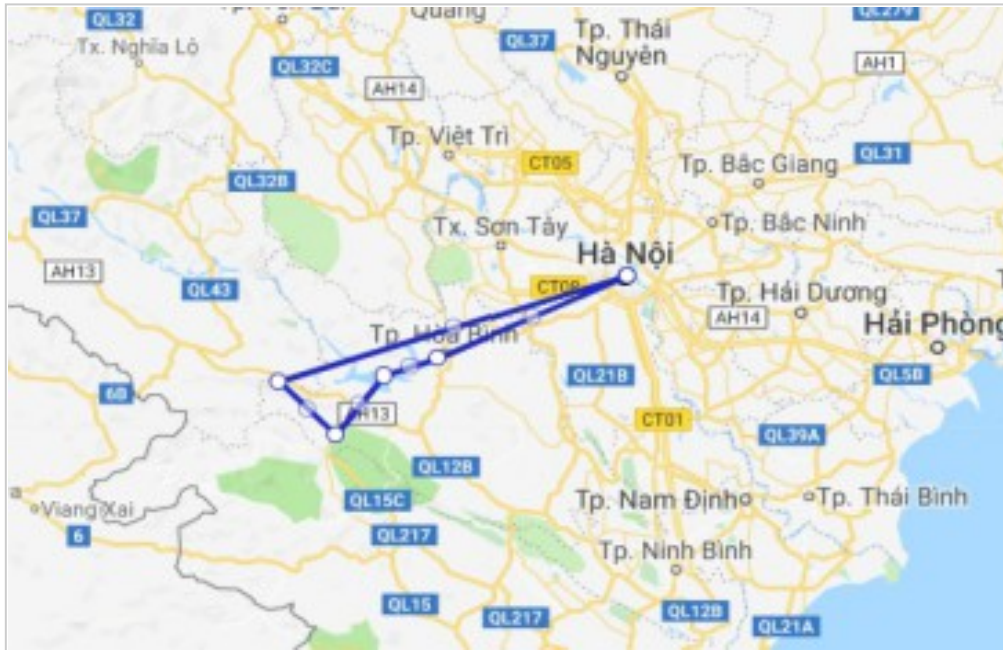 QL32
Quang
QL279
Tx. Nghĩa Lộ
QL37
Tp. Thái
Nguyên
AH1
QL32C
AH14
Tp. Việt Trì
CT05
Tp. Bắc Giang
QL31
QL32B
QL37
Tx. Sơn Tây
Tp. Bắc Ninh
Hà Nội
AH13
QL43
CT08
Tp. Hải Dương
AH14
Hải Phòng
Tp. Hòa Bình
6B
QL21B
QL5B
AH13
CT01
QL39A
QL12B
Viang Xai
QL15C
Tp. Nam Định
Tp. Thái Bình
6
QL217
Tp. Ninh Bình
QL15
QL217
QL12B
QL21A